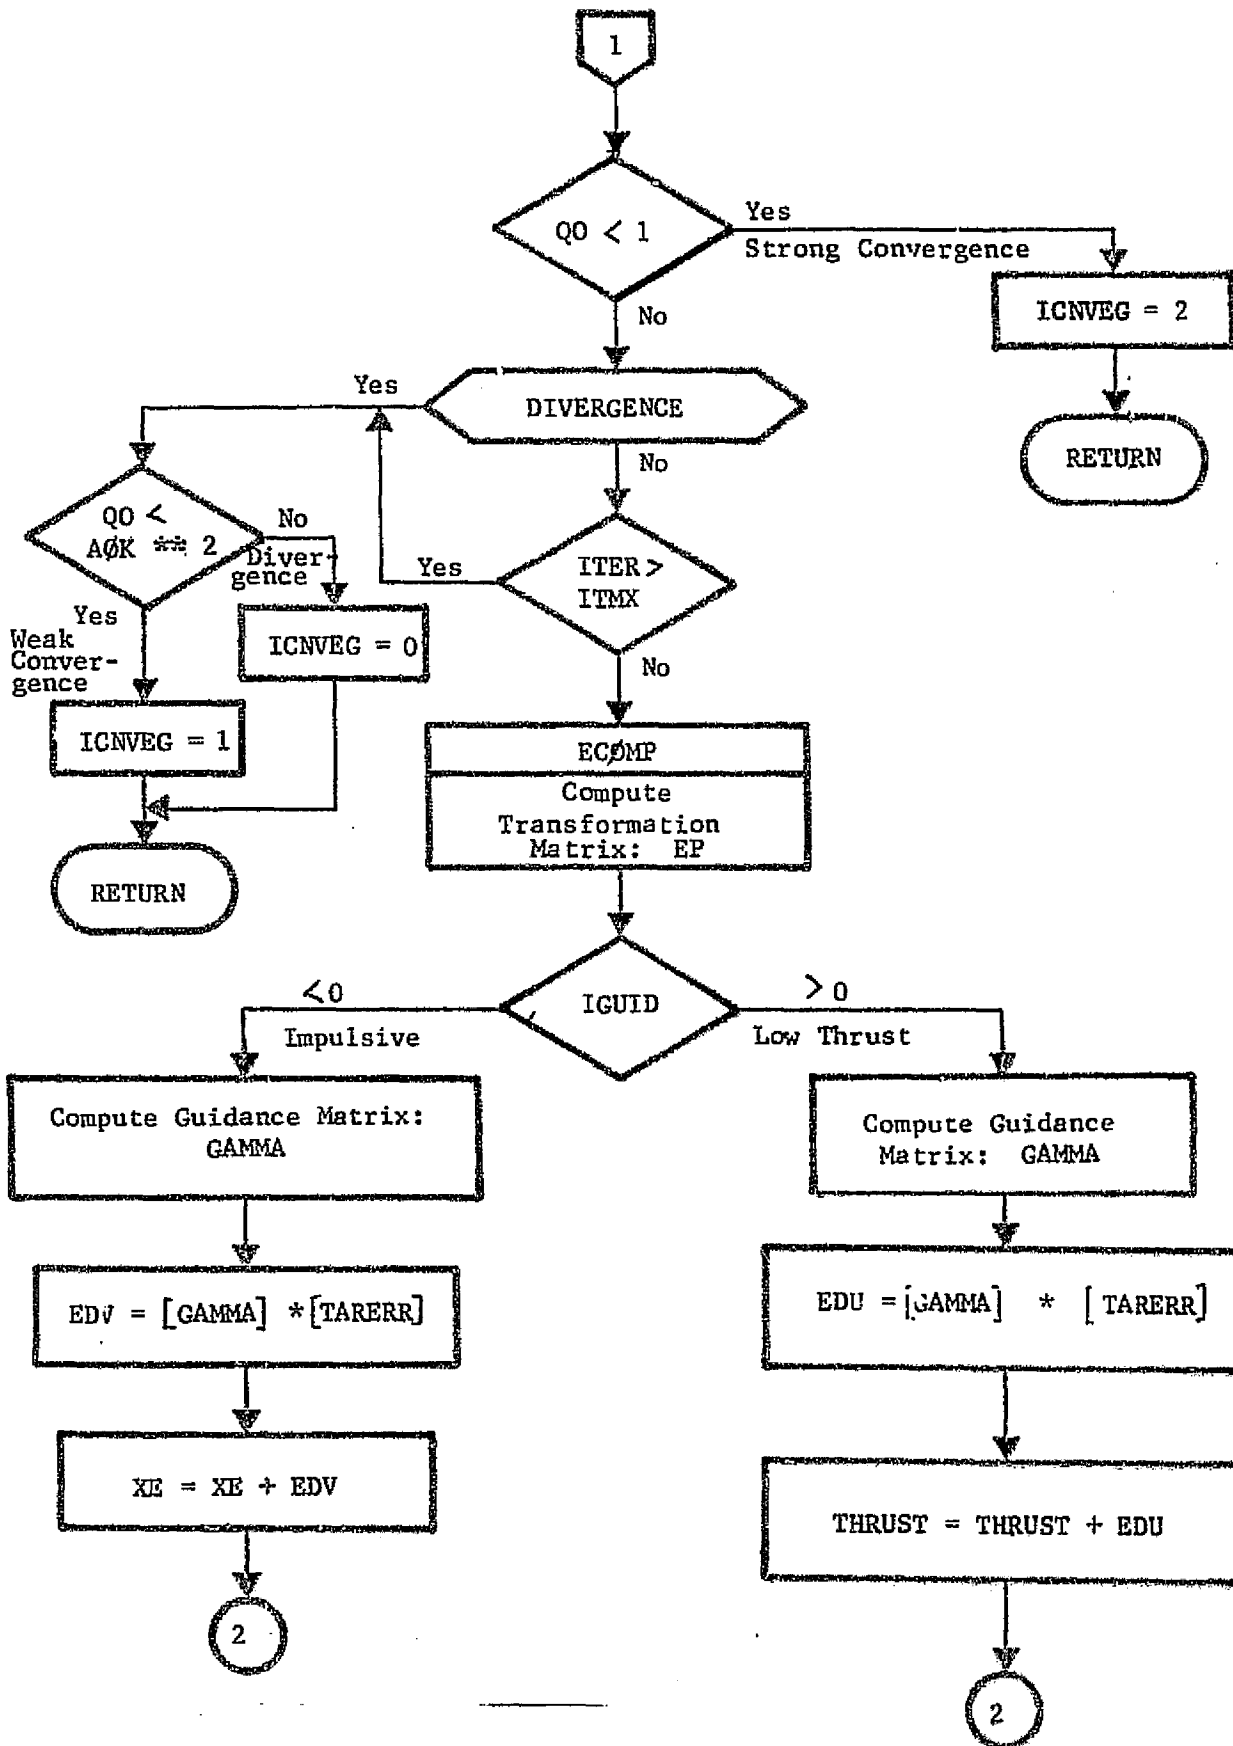 1
QO < 1
Yes
Strong Convergence
No
ICNVEG = 2
RETURN
DIVERGENCE
Yes
No
QO <
AØK ** 2
No
Diver-
gence
Yes
Weak
Conver-
gence
ICNVEG = 0
ICNVEG = 1
RETURN
ITER >
ITMX
Yes
No
ECØMP
Compute
Transformation
Matrix: EP
IGUID
<0
Impulsive
>0
Low Thrust
Compute Guidance Matrix:
GAMMA
EDV = [GAMMA] *[TARERR]
XE = XE + EDV
2
Compute Guidance
Matrix: GAMMA
EDU = [GAMMA] * [TARERR]
THRUST = THRUST + EDU
2